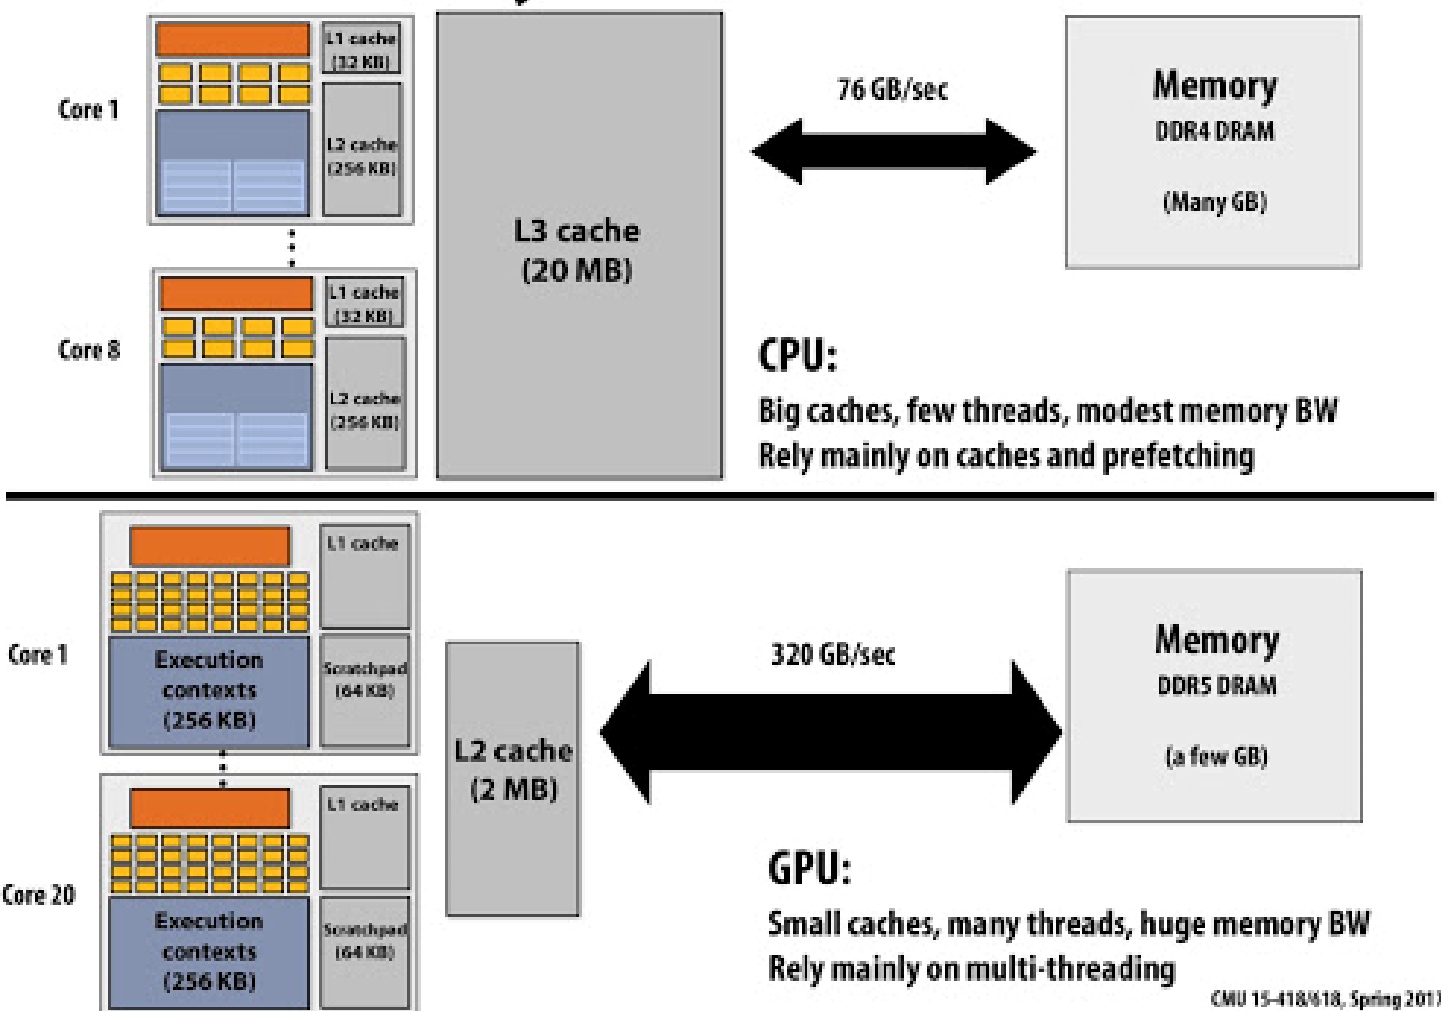 L1 cache
(32 KB)
Core 1
L2 cache
(256 KB)
L1 cache
(32 KB)
Core 8
L2 cache
(256 KB)
L3 cache
(20 MB)
76 GB/sec
Memory
DDR4 DRAM
(Many GB)
CPU:
Big caches, few threads, modest memory BW
Rely mainly on caches and prefetching
L1 cache
Core 1
Execution
contexts
(256 KB)
Scratchpad
(64 KB)
L1 cache
Core 20
Execution
contexts
(256 KB)
Scratchpad
(64 KB)
L2 cache
(2 MB)
320 GB/sec
Memory
DDR5 DRAM
(a few GB)
GPU:
Small caches, many threads, huge memory BW
Rely mainly on multi-threading
CMU 15-418/618, Spring 2017